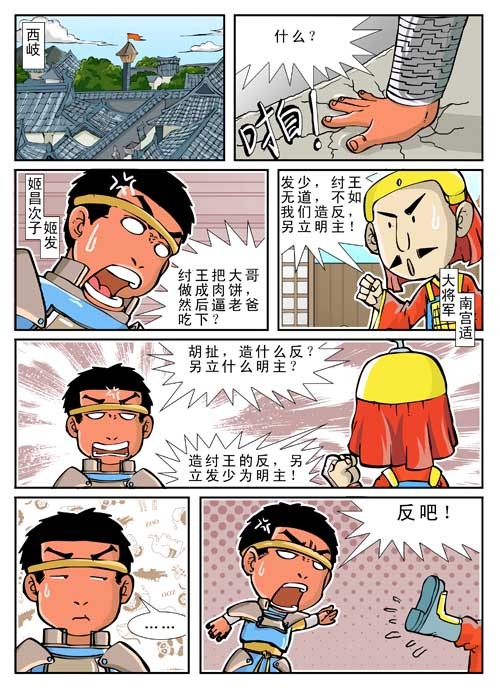 西岐
什么？
啪！
姬昌次子
姬发
纣王把大哥
做成肉饼，
然后逼老爸
吃下？
发少，纣王
无道，不如
我们造反，
另立明主！
大将军
南宫适
胡扯，造什么反？
另立什么明主？
造纣王的反，另
立发少为明主！
ZOO
……
反吧！